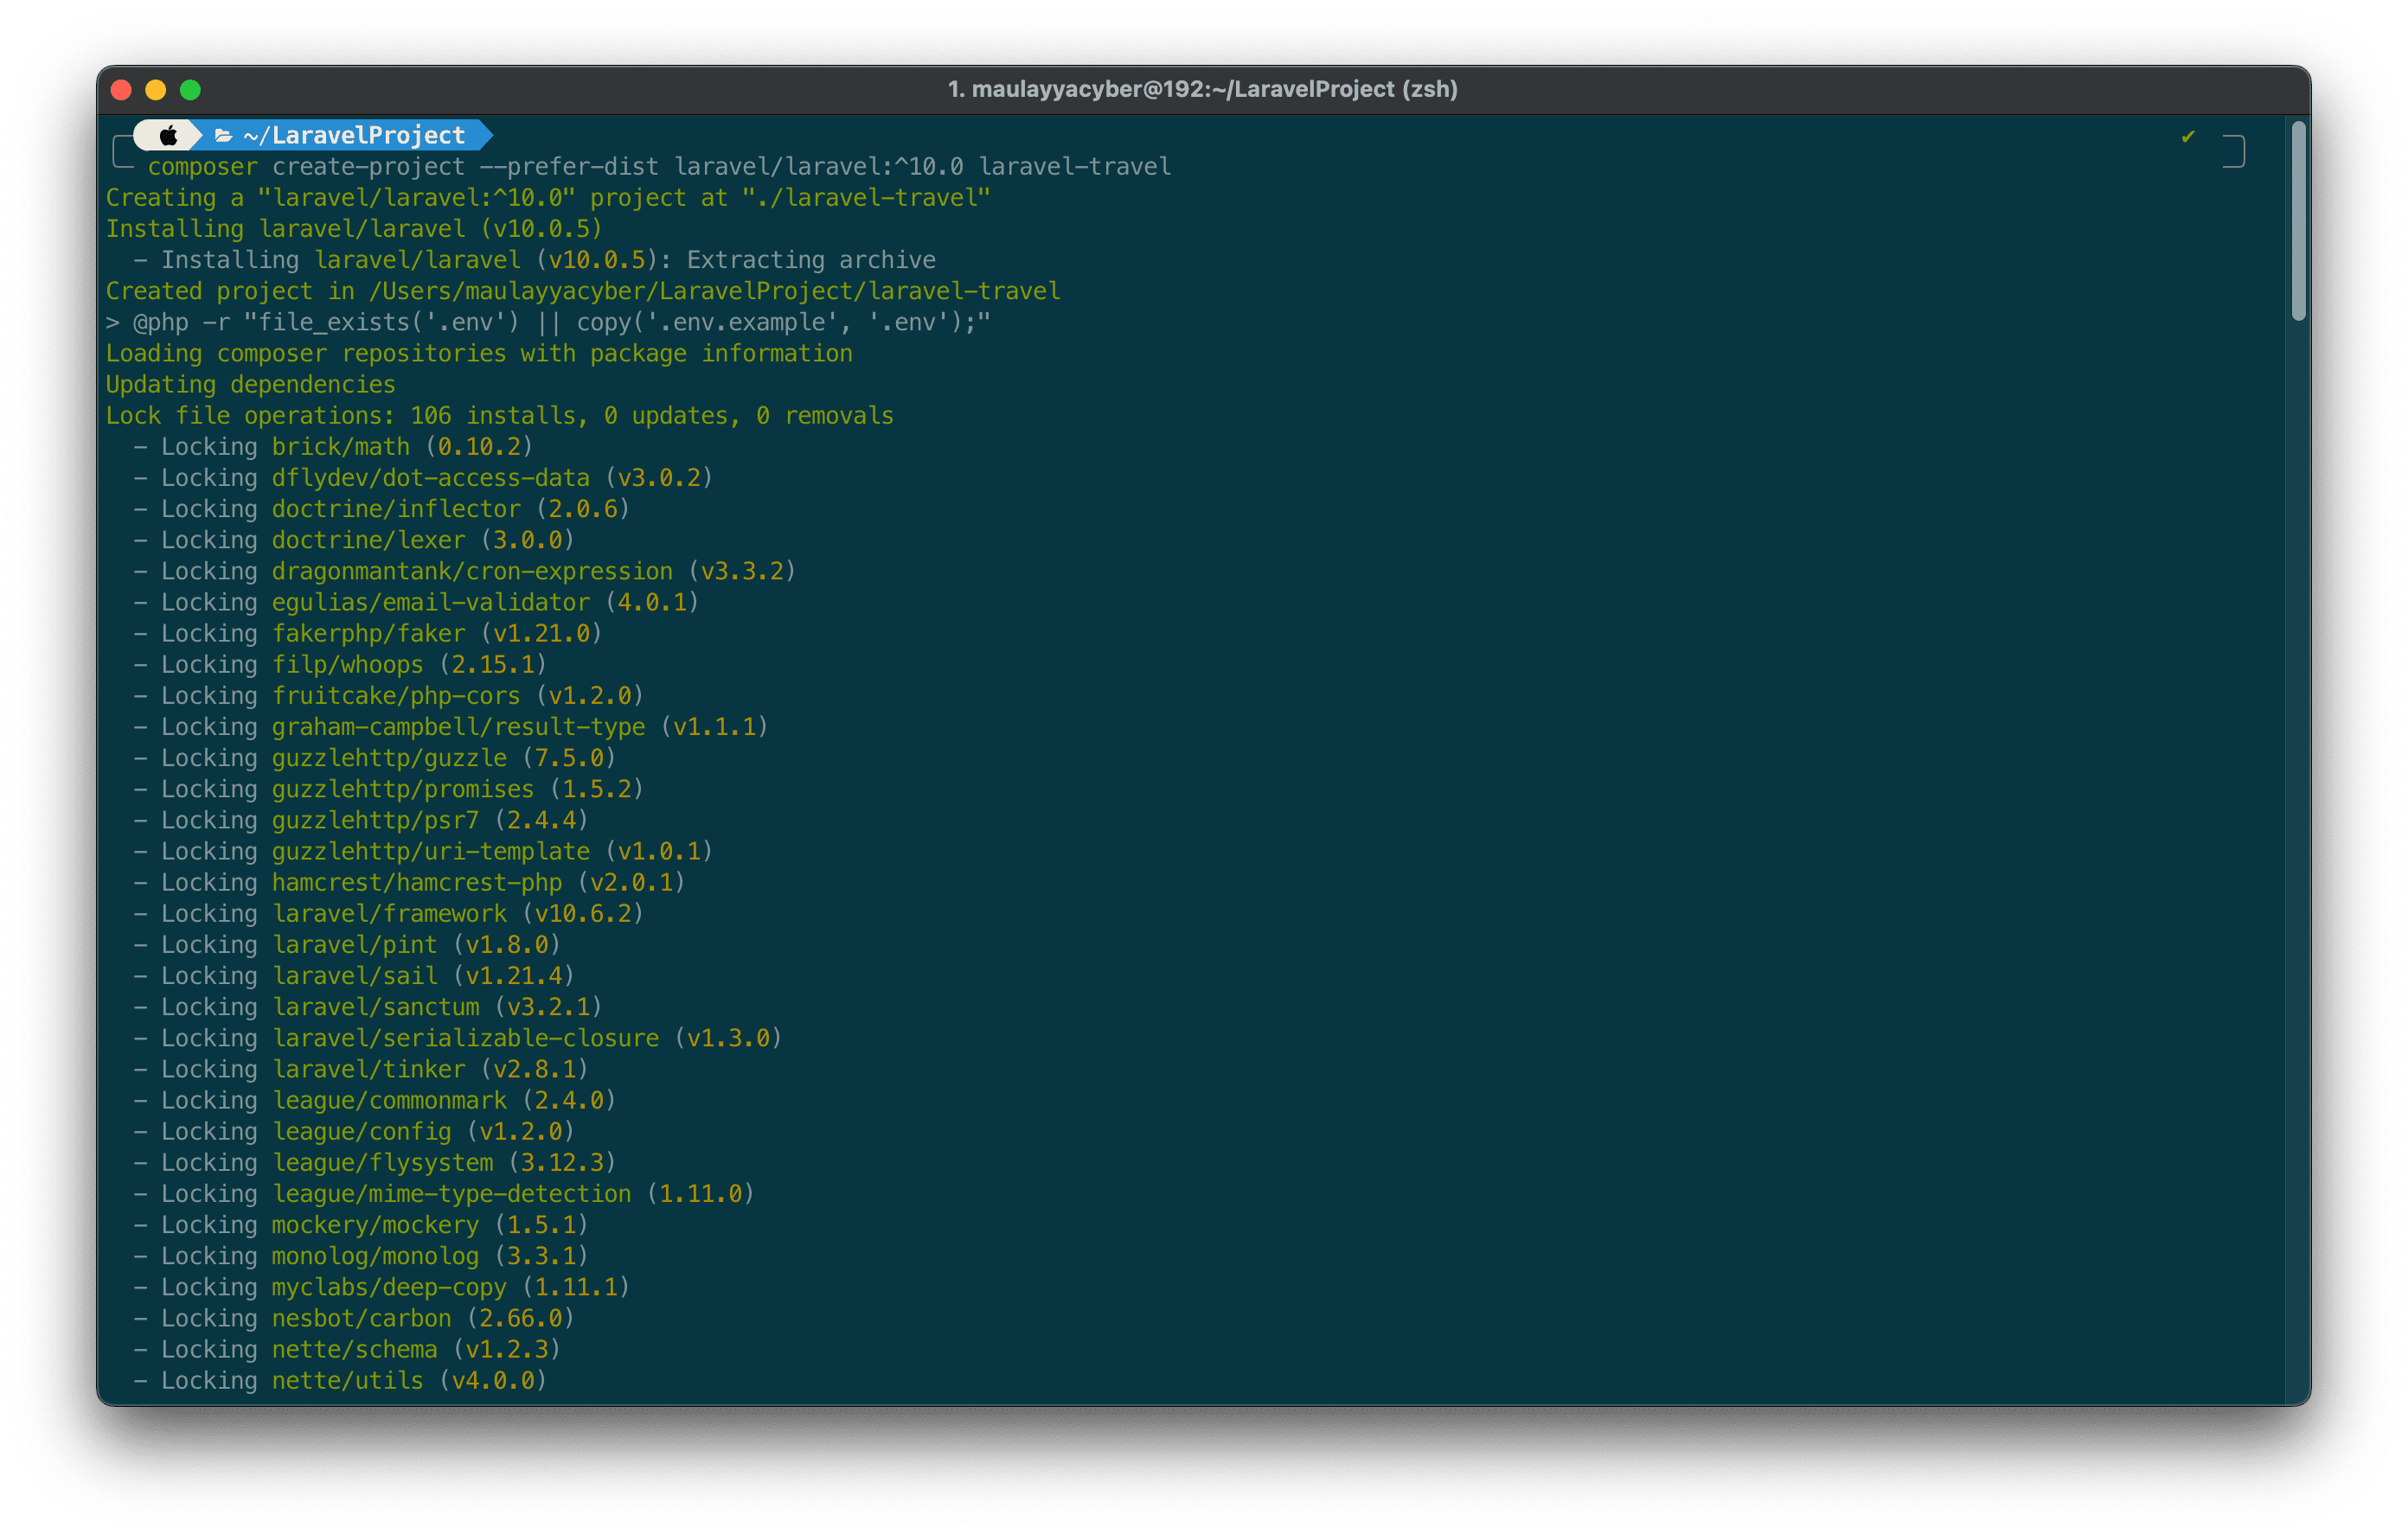 1. maulayyacyber@192:~/LaravelProject (zsh)
~/LaravelProject ✔
composer create-project --prefer-dist laravel/laravel:^10.0 laravel-travel
Creating a "laravel/laravel:^10.0" project at "./laravel-travel"
Installing laravel/laravel (v10.0.5)
  - Installing laravel/laravel (v10.0.5): Extracting archive
Created project in /Users/maulayyacyber/LaravelProject/laravel-travel
> @php -r "file_exists('.env') || copy('.env.example', '.env');"
Loading composer repositories with package information
Updating dependencies
Lock file operations: 106 installs, 0 updates, 0 removals
  - Locking brick/math (0.10.2)
  - Locking dflydev/dot-access-data (v3.0.2)
  - Locking doctrine/inflector (2.0.6)
  - Locking doctrine/lexer (3.0.0)
  - Locking dragonmantank/cron-expression (v3.3.2)
  - Locking egulias/email-validator (4.0.1)
  - Locking fakerphp/faker (v1.21.0)
  - Locking filp/whoops (2.15.1)
  - Locking fruitcake/php-cors (v1.2.0)
  - Locking graham-campbell/result-type (v1.1.1)
  - Locking guzzlehttp/guzzle (7.5.0)
  - Locking guzzlehttp/promises (1.5.2)
  - Locking guzzlehttp/psr7 (2.4.4)
  - Locking guzzlehttp/uri-template (v1.0.1)
  - Locking hamcrest/hamcrest-php (v2.0.1)
  - Locking laravel/framework (v10.6.2)
  - Locking laravel/pint (v1.8.0)
  - Locking laravel/sail (v1.21.4)
  - Locking laravel/sanctum (v3.2.1)
  - Locking laravel/serializable-closure (v1.3.0)
  - Locking laravel/tinker (v2.8.1)
  - Locking league/commonmark (2.4.0)
  - Locking league/config (v1.2.0)
  - Locking league/flysystem (3.12.3)
  - Locking league/mime-type-detection (1.11.0)
  - Locking mockery/mockery (1.5.1)
  - Locking monolog/monolog (3.3.1)
  - Locking myclabs/deep-copy (1.11.1)
  - Locking nesbot/carbon (2.66.0)
  - Locking nette/schema (v1.2.3)
  - Locking nette/utils (v4.0.0)